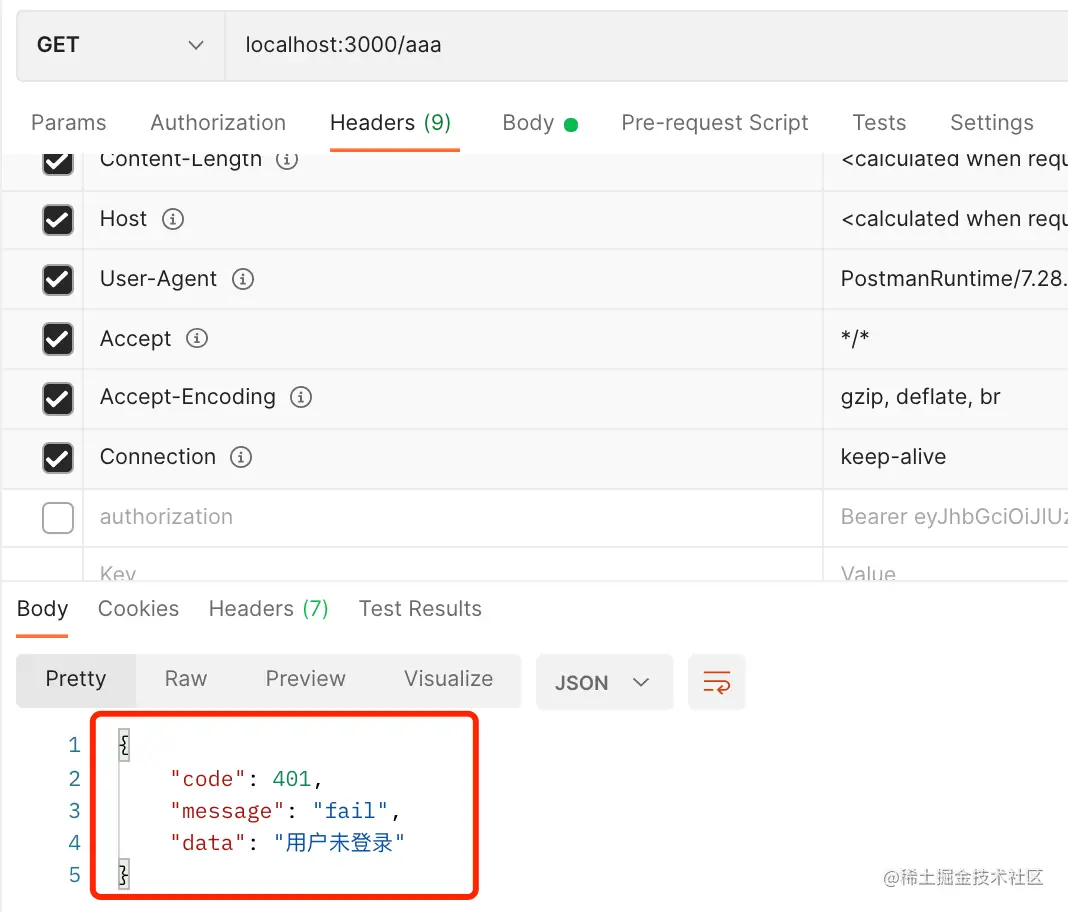 GET localhost:3000/aaa
Params Authorization Headers (9) Body Pre-request Script Tests Settings
Content-Length <calculated when requ
Host <calculated when requ
User-Agent PostmanRuntime/7.28.
Accept */*
Accept-Encoding gzip, deflate, br
Connection keep-alive
authorization Bearer eyJhbGciOiJIUz
Key Value
Body Cookies Headers (7) Test Results
Pretty Raw Preview Visualize JSON
1 {
2 "code": 401,
3 "message": "fail",
4 "data": "用户未登录"
5 }
@稀土掘金技术社区